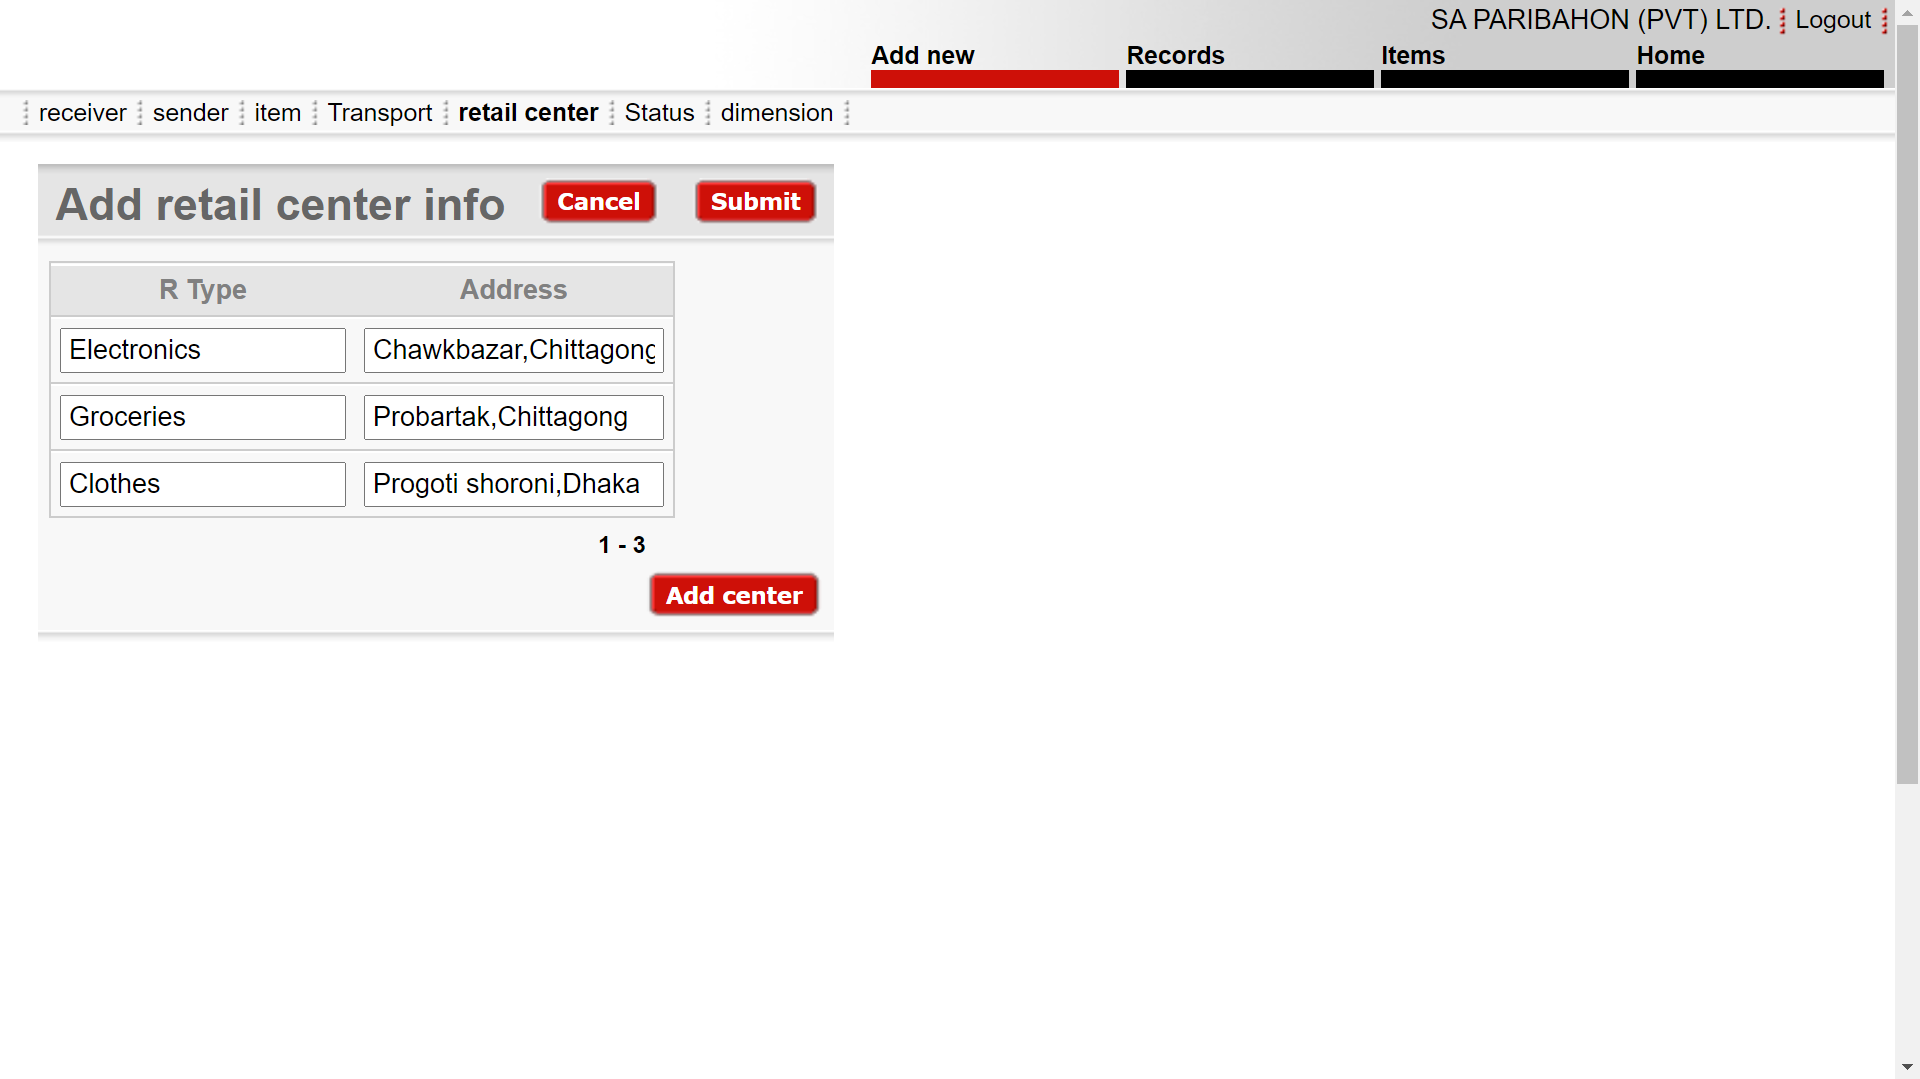 SA PARIBAHON (PVT) LTD. Logout
Add new Records Items Home
receiver sender item Transport retail center Status dimension
Add retail center info Cancel Submit
R Type Address
Electronics Chawkbazar,Chittagong
Groceries Probartak,Chittagong
Clothes Progoti shoroni,Dhaka
1 - 3
Add center